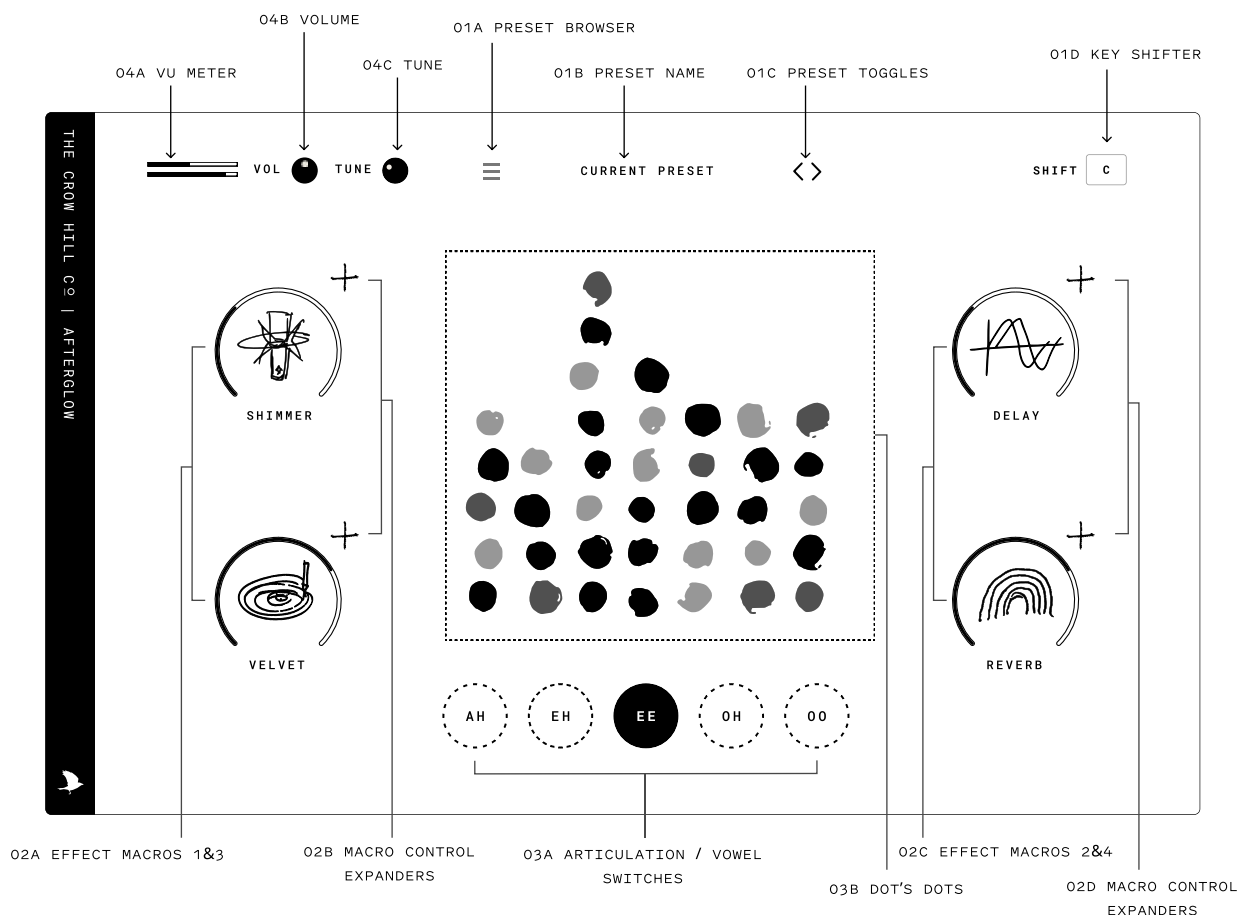 04B VOLUME
01A PRESET BROWSER
01D KEY SHIFTER
04C TUNE
04A VU METER
01B PRESET NAME
01C PRESET TOGGLES
THE CROW HILL Cº | AFTERGLOW
VOL
TUNE
CURRENT PRESET
SHIFT
C
SHIMMER
DELAY
VELVET
REVERB
AH
EH
EE
OH
OO
02A EFFECT MACROS 1&3
02B MACRO CONTROL
EXPANDERS
03A ARTICULATION / VOWEL
SWITCHES
02C EFFECT MACROS 2&4
03B DOT'S DOTS
02D MACRO CONTROL
EXPANDERS